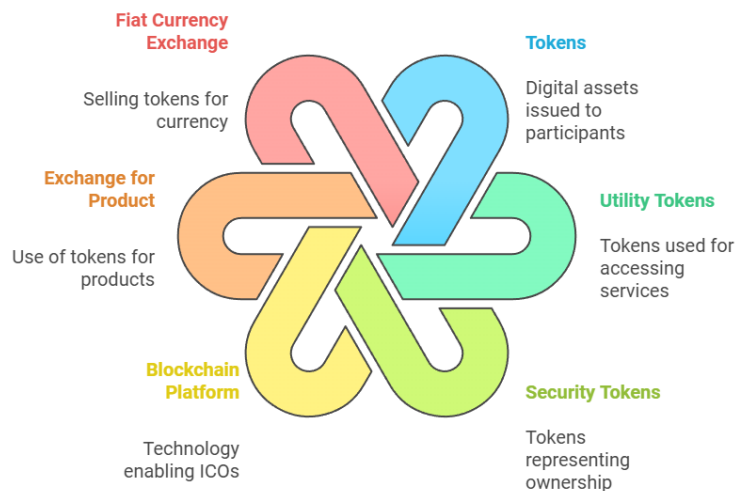 Fiat Currency
Exchange
Selling tokens for
currency
Tokens
Digital assets
issued to
participants
Exchange for
Product
Use of tokens for
products
Utility Tokens
Tokens used for
accessing
services
Blockchain
Platform
Technology
enabling ICOs
Security Tokens
Tokens
representing
ownership